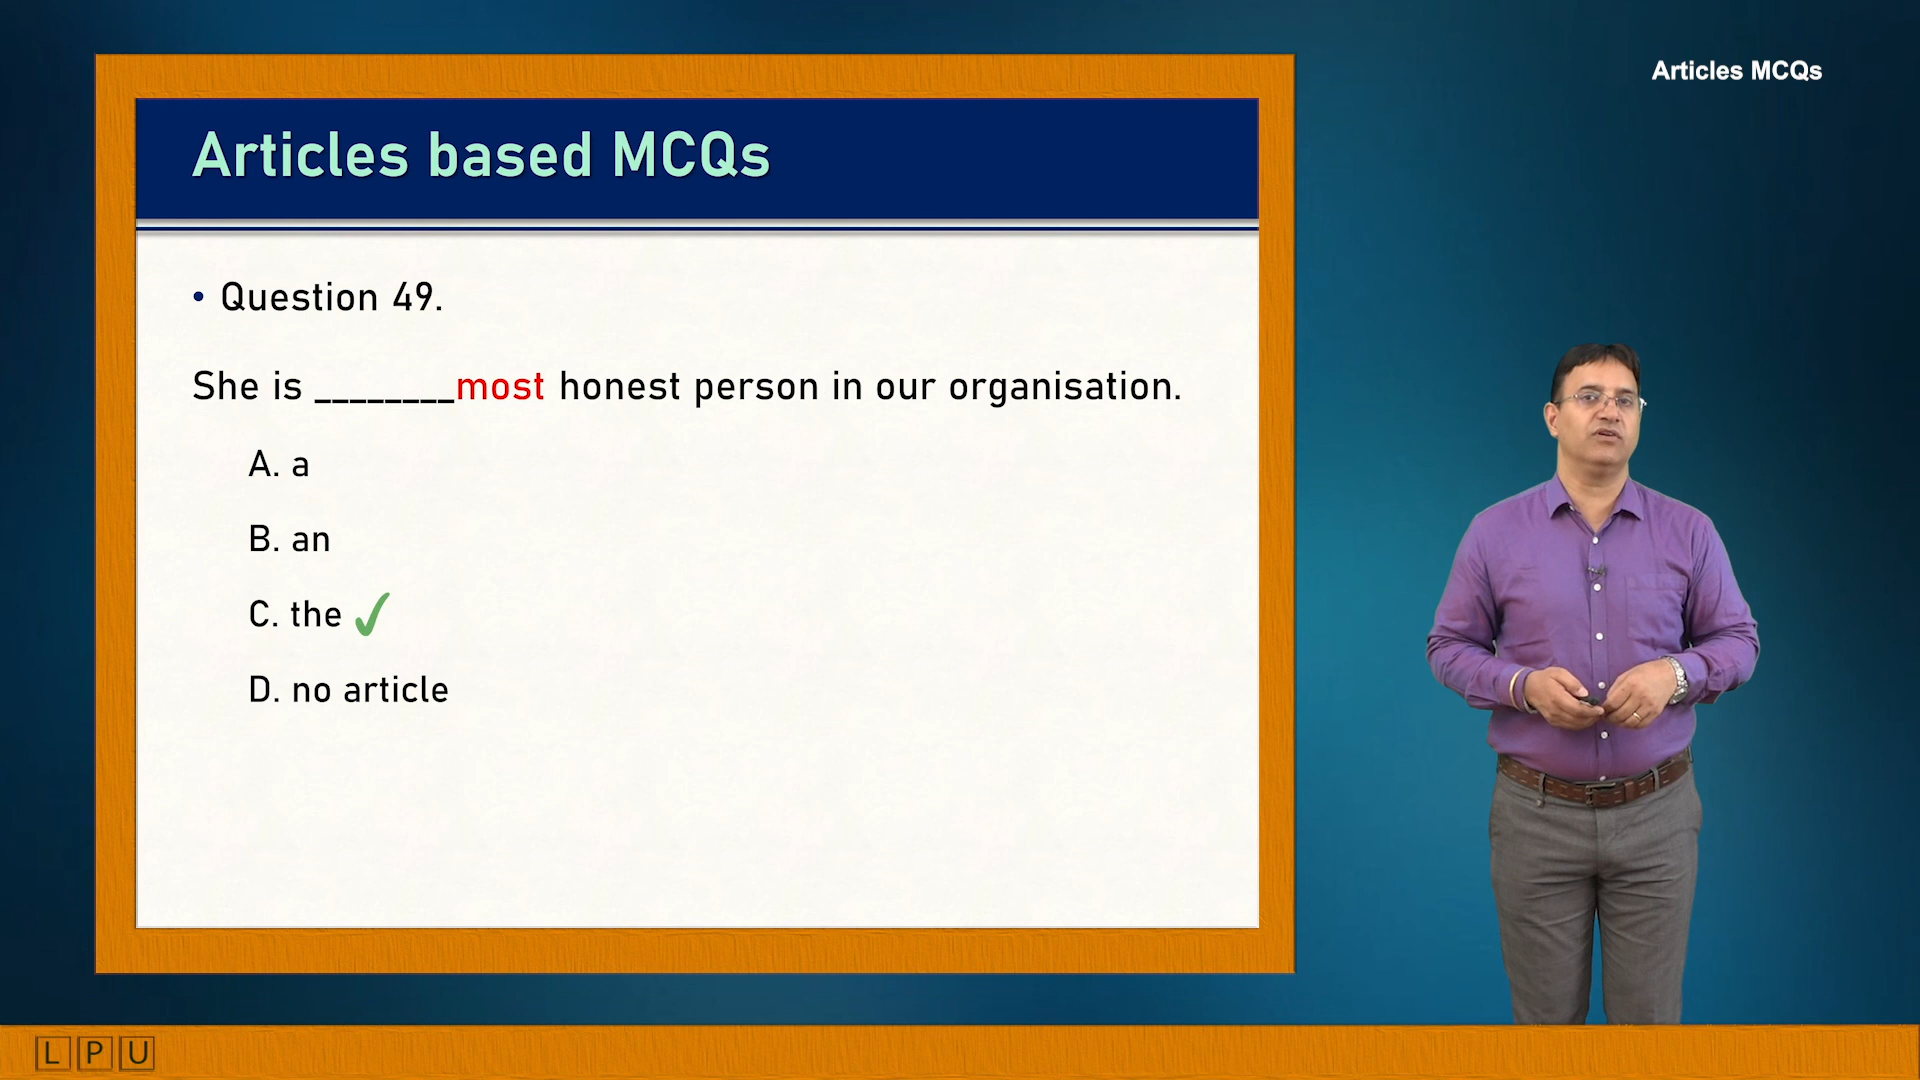 Articles MCQs
Articles based MCQs
• Question 49.
She is ________most honest person in our organisation.
A. a
B. an
C. the ✓
D. no article
LPU